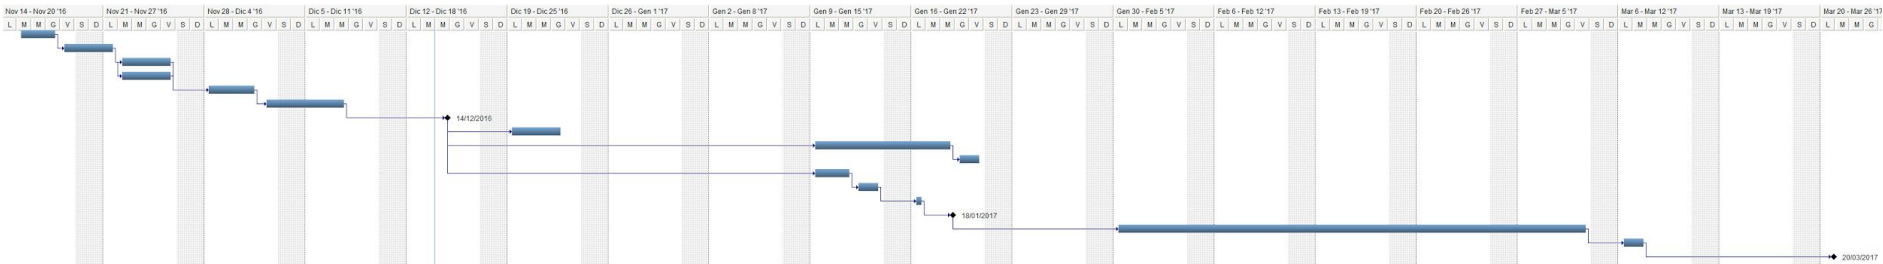 Nov 14 - Nov 20 '16 Nov 21 - Nov 27 '16 Nov 28 - Dic 4 '16 Dic 5 - Dic 11 '16 Dic 12 - Dic 18 '16 Dic 19 - Dic 25 '16 Dic 26 - Gen 1 '17 Gen 2 - Gen 8 '17 Gen 9 - Gen 15 '17 Gen 16 - Gen 22 '17 Gen 23 - Gen 29 '17 Gen 30 - Feb 5 '17 Feb 6 - Feb 12 '17 Feb 13 - Feb 19 '17 Feb 20 - Feb 26 '17 Feb 27 - Mar 5 '17 Mar 6 - Mar 12 '17 Mar 13 - Mar 19 '17 Mar 20 - Mar 26 '17
L M M G V S D L M M G V S D L M M G V S D L M M G V S D L M M G V S D L M M G V S D L M M G V S D L M M G V S D L M M G V S D L M M G V S D L M M G V S D L M M G V S D L M M G V S D L M M G V S D L M M G V S D L M M G V S D L M M G V S D L M M G V S D L M M G
14/12/2016
18/01/2017
20/03/2017